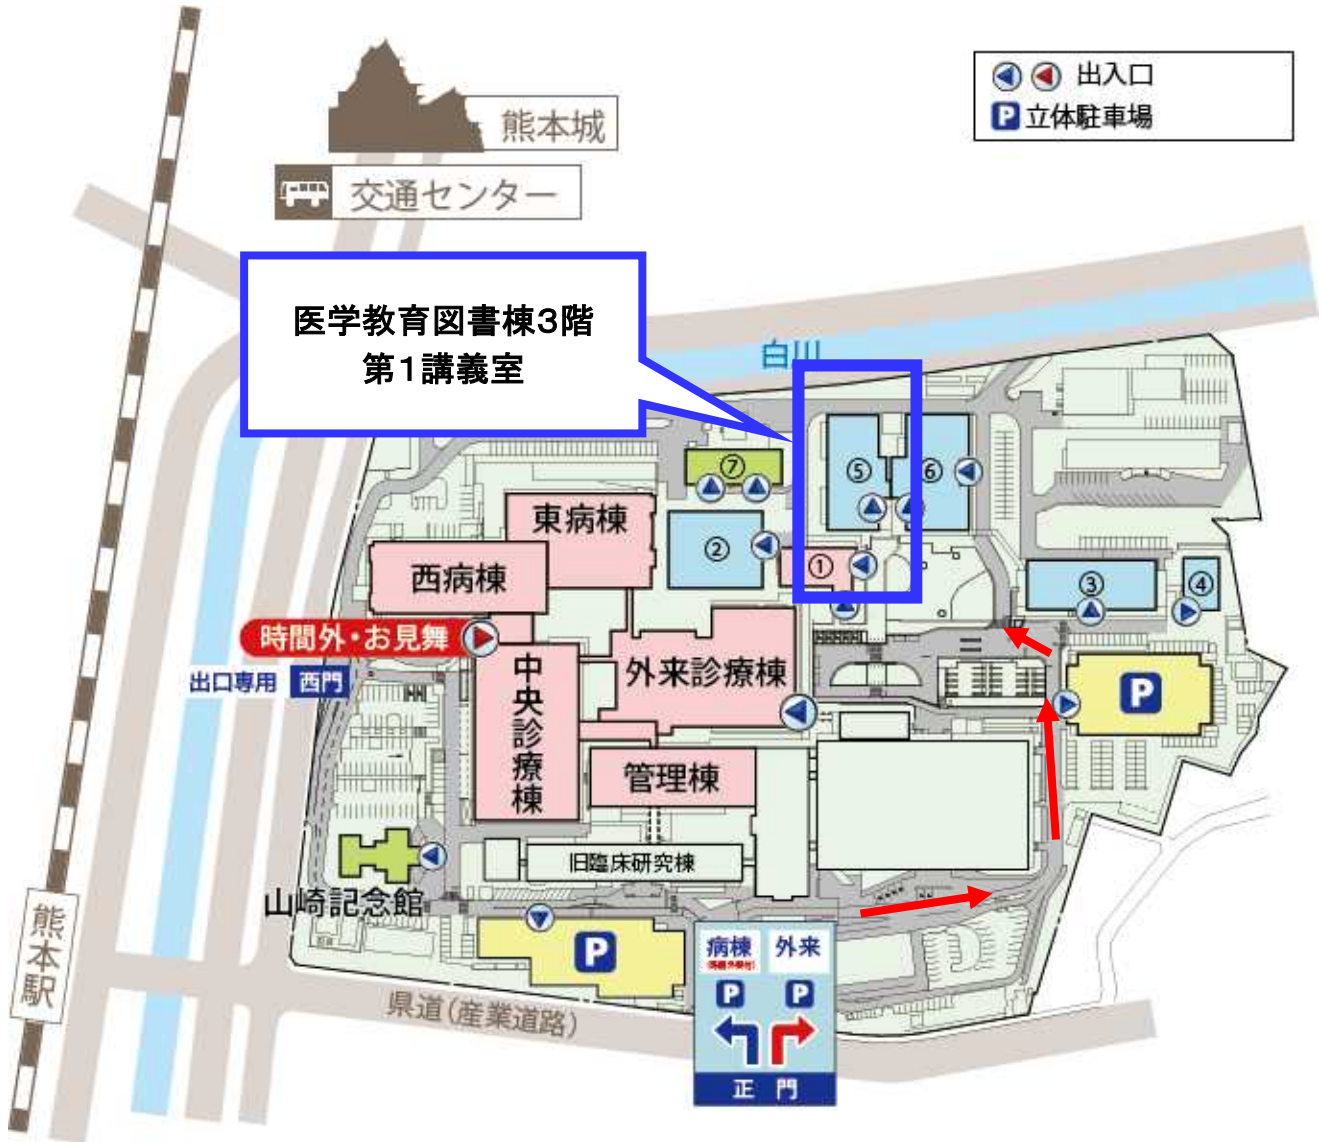 出入口
P 立体駐車場
熊本城
交通センター
医学教育図書棟3階
第1講義室
白川
⑦
⑤
⑥
東病棟
②
①
西病棟
③
④
時間外・お見舞
外来診療棟
出口専用 西門
中央診療棟
P
管理棟
旧臨床研究棟
山崎記念館
熊本駅
P
病棟 外来
P P
県道(産業道路)
正門